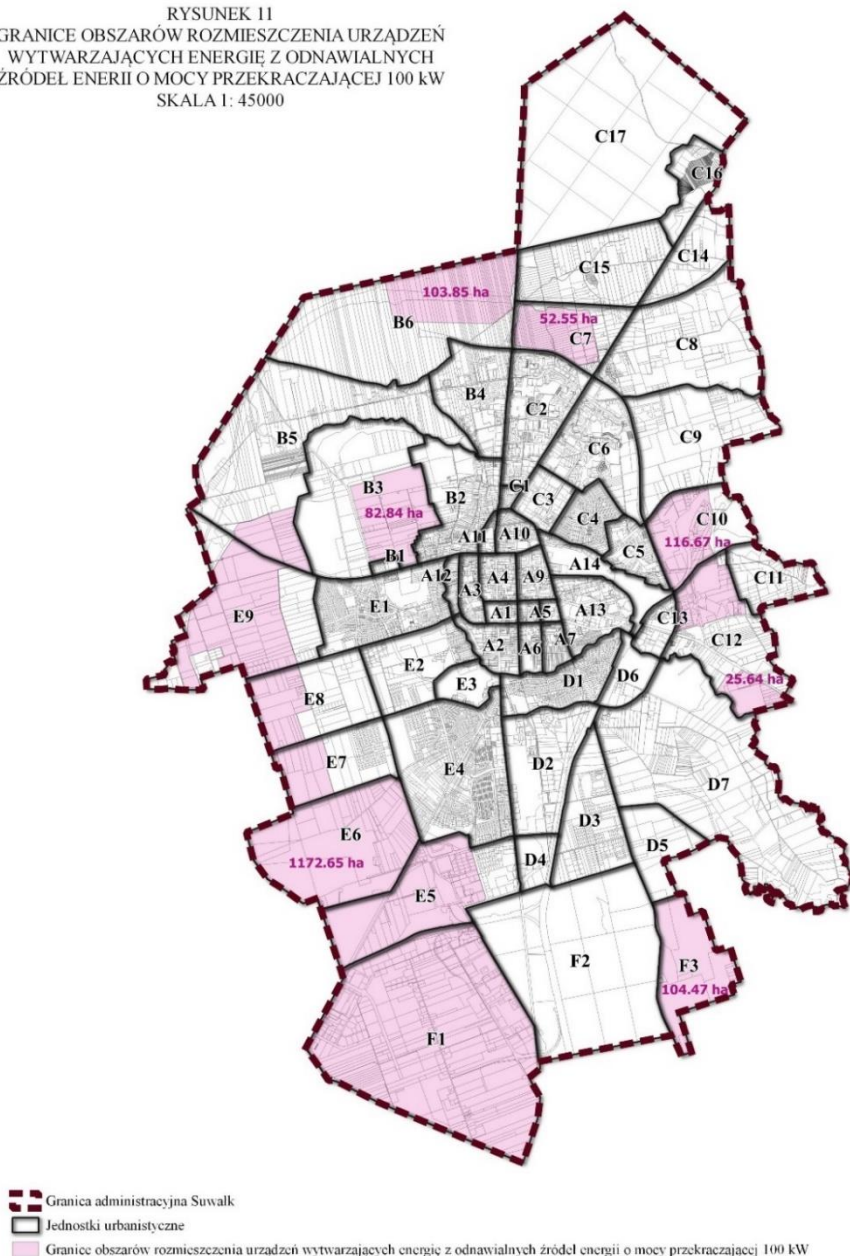 RYSUNEK 11
GRANICE OBSZARÓW ROZMIESZCZENIA URZĄDZEŃ
WYTWARZAJĄCYCH ENERGIĘ Z ODNAWIALNYCH
ŹRÓDEŁ ENERII O MOCY PRZEKRACZAJĄCEJ 100 kW
SKALA 1: 45000
C17
C16
C14
C15
103.85 ha
B6
52.55 ha
C7
C8
B4
C2
B5
C9
C6
B3
B2
C1
C3
82.84 ha
C4
C10
116.67 ha
A11
A10
C5
B1
A14
C11
A12
A3
A4
A9
E1
E9
A1
A5
A13
C13
C12
A2
A6
A7
E2
E3
D1
D6
25.64 ha
E8
E7
E4
D2
D7
E6
1172.65 ha
D3
D4
D5
E5
F2
F3
104.47 ha
F1
Granica administracyjna Suwałk
Jednostki urbanistyczne
Granice obszarów rozmieszczenia urządzeń wytwarzających energię z odnawialnych źródeł energii o mocy przekraczającej 100 kW